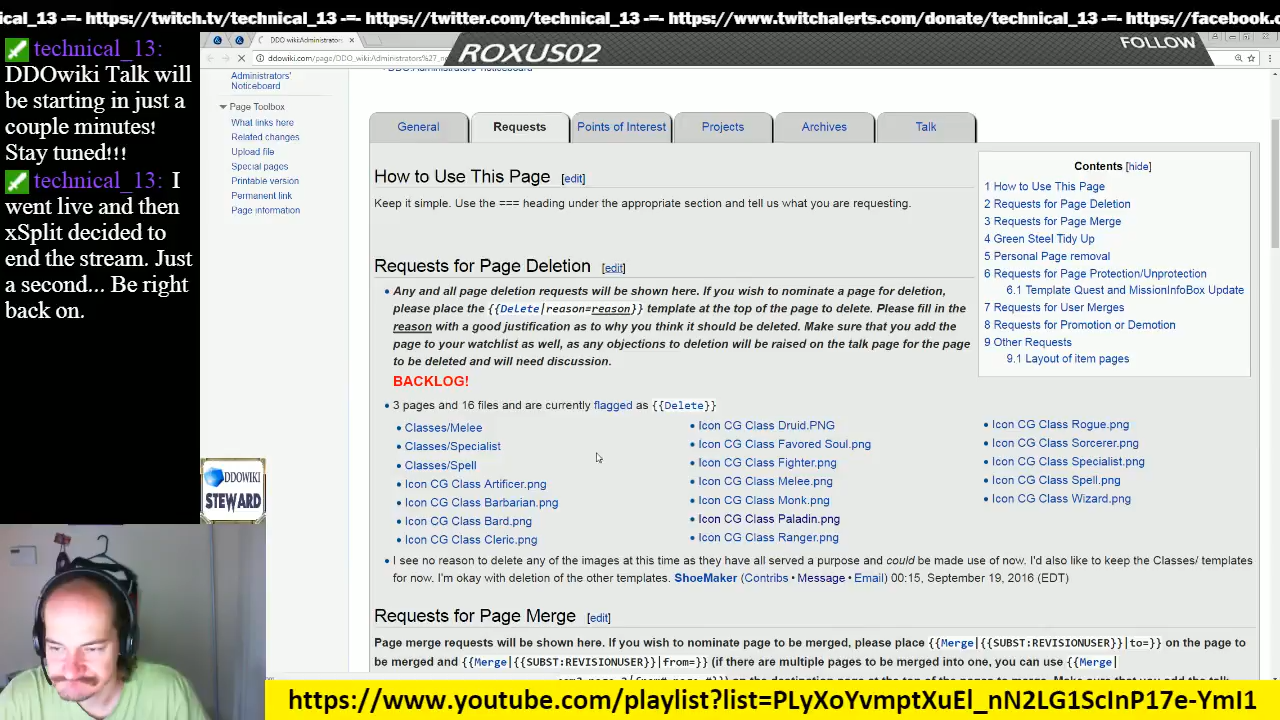 ical_13 -=- https://twitch.tv/technical_13 -=- https://twitter.com/technical_13 -=- https://www.twitchalerts.com/donate/technical_13 -=- https://facebook.c
technical_13:
DDOwiki Talk will
be starting in just a
couple minutes!
Stay tuned!!!
technical_13: I
went live and then
xSplit decided to
end the stream. Just
a second... Be right
back on.
DDO wiki:Administrators
ROXUS02
FOLLOW
ddowiki.com/page/DDO_wiki:Administrators%27_
Administrators'
Noticeboard
Page Toolbox
What links here
Related changes
Upload file
Special pages
Printable version
Permanent link
Page information
General
Requests
Points of Interest
Projects
Archives
Talk
How to Use This Page [edit]
Keep it simple. Use the === heading under the appropriate section and tell us what you are requesting.
Contents [hide]
1 How to Use This Page
2 Requests for Page Deletion
3 Requests for Page Merge
4 Green Steel Tidy Up
5 Personal Page removal
6 Requests for Page Protection/Unprotection
6.1 Template Quest and MissionInfoBox Update
7 Requests for User Merges
8 Requests for Promotion or Demotion
9 Other Requests
9.1 Layout of item pages
Requests for Page Deletion [edit]
Any and all page deletion requests will be shown here. If you wish to nominate a page for deletion,
please place the {{Delete|reason=reason}} template at the top of the page to delete. Please fill in the
reason with a good justification as to why you think it should be deleted. Make sure that you add the
page to your watchlist as well, as any objections to deletion will be raised on the talk page for the page
to be deleted and will need discussion.
BACKLOG!
3 pages and 16 files and are currently flagged as {{Delete}}
Classes/Melee
Classes/Specialist
Classes/Spell
Icon CG Class Artificer.png
Icon CG Class Barbarian.png
Icon CG Class Bard.png
Icon CG Class Cleric.png
Icon CG Class Druid.PNG
Icon CG Class Favored Soul.png
Icon CG Class Fighter.png
Icon CG Class Melee.png
Icon CG Class Monk.png
Icon CG Class Paladin.png
Icon CG Class Ranger.png
Icon CG Class Rogue.png
Icon CG Class Sorcerer.png
Icon CG Class Specialist.png
Icon CG Class Spell.png
Icon CG Class Wizard.png
I see no reason to delete any of the images at this time as they have all served a purpose and could be made use of now. I'd also like to keep the Classes/ templates
for now. I'm okay with deletion of the other templates. ShoeMaker (Contribs • Message • Email) 00:15, September 19, 2016 (EDT)
Requests for Page Merge [edit]
Page merge requests will be shown here. If you wish to nominate page to be merged, please place {{Merge|{{SUBST:REVISIONUSER}}|to=}} on the page to
be merged and {{Merge|{{SUBST:REVISIONUSER}}|from=}} (if there are multiple pages to be merged into one, you can use {{Merge|
DDOWIKI
STEWARD
https://www.youtube.com/playlist?list=PLyXoYvmptXuEl_nN2LG1ScInP17e-YmI1